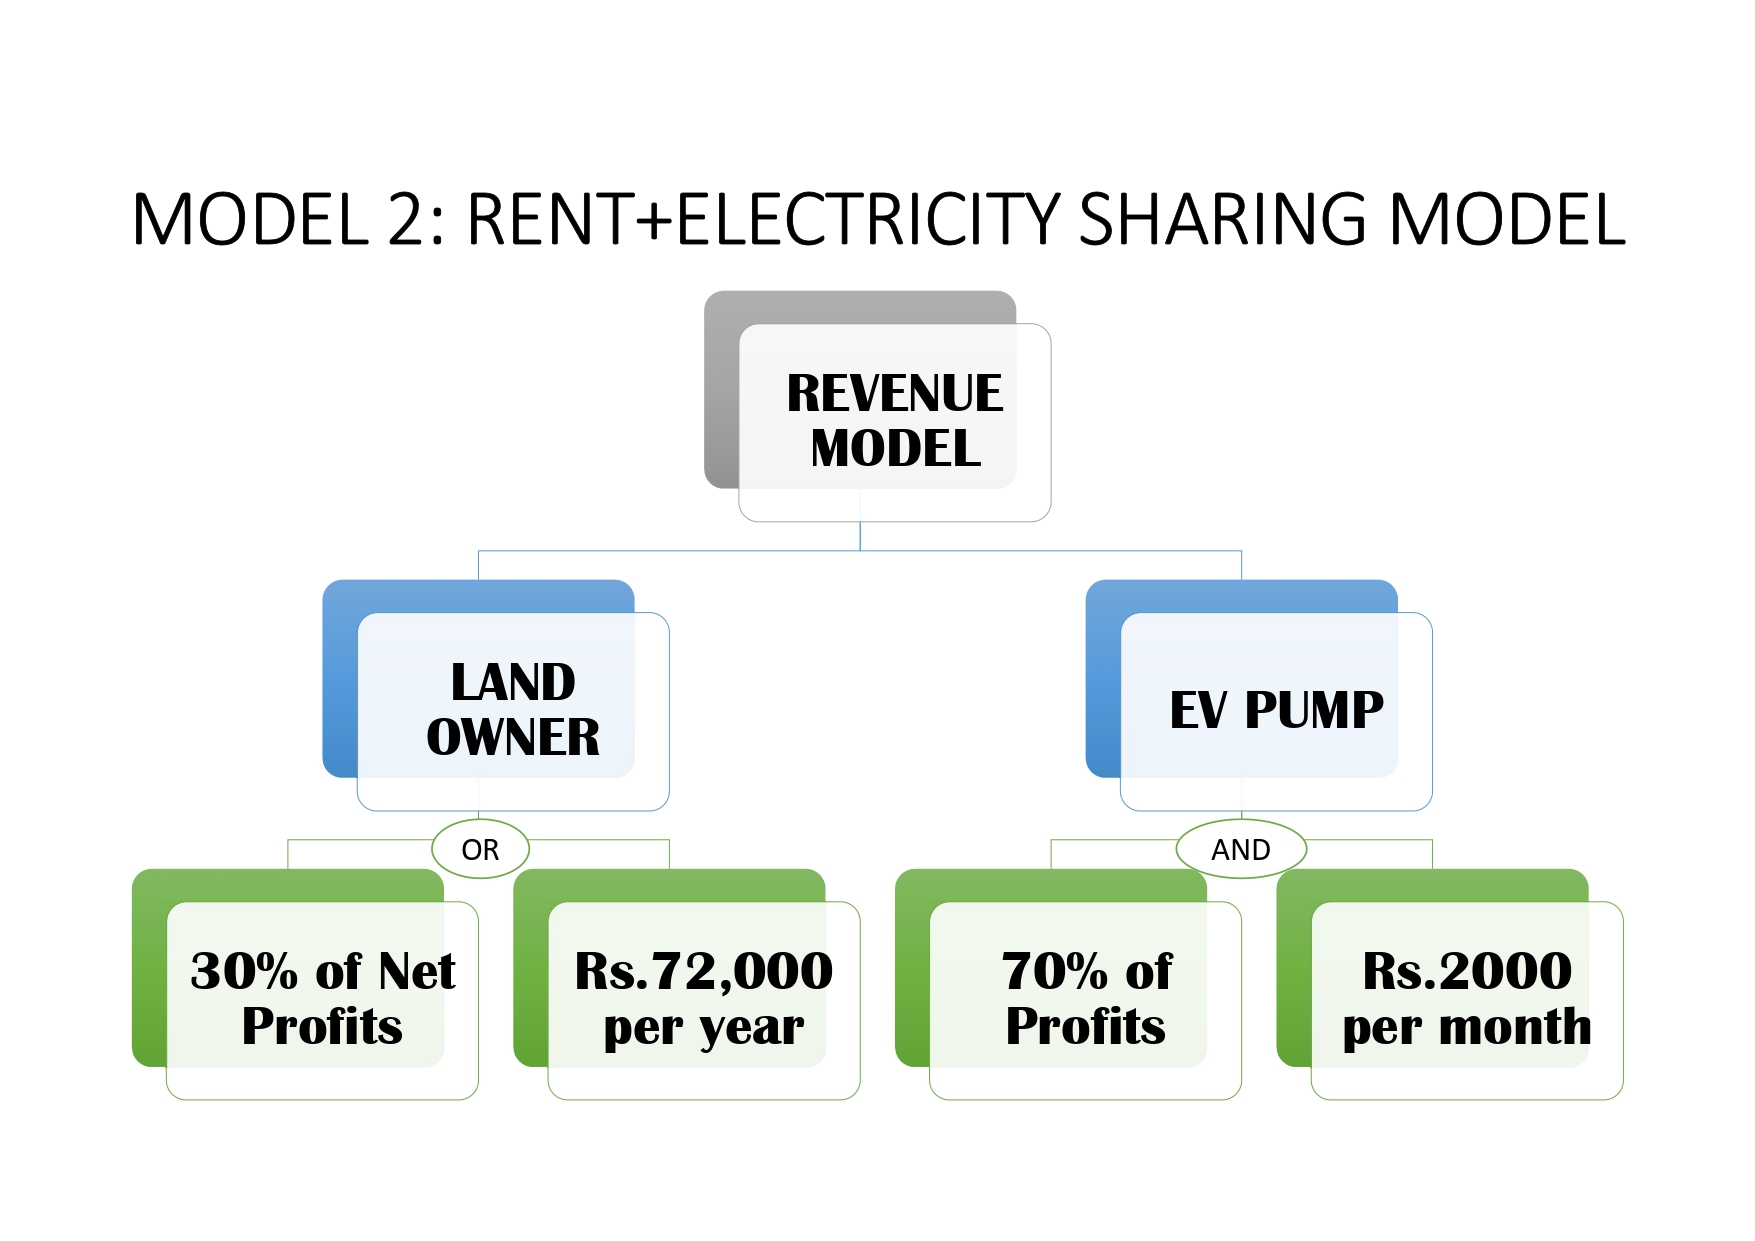 MODEL 2: RENT+ELECTRICITY SHARING MODEL
REVENUE
MODEL
LAND
OWNER
EV PUMP
OR
AND
30% of Net
Profits
Rs.72,000
per year
70% of
Profits
Rs.2000
per month